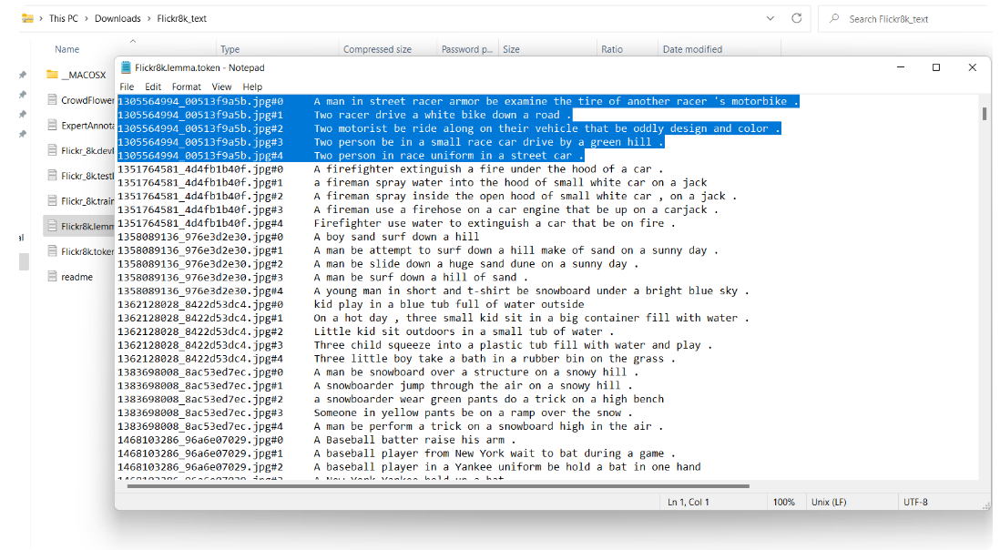 This PC > Downloads > Flickr8k_text
Search Flickr8k_text
Name Type Compressed size Password p... Size Ratio Date modified
Flickr8k.lemma.token - Notepad
File Edit Format View Help
__MACOSX
CrowdFlower
ExpertAnnota
Flickr_8k.devI
Flickr_8k.testI
Flickr_8k.train
Flickr8k.lemm
Flickr8k.token
readme
al
1305564994_00513f9a5b.jpg#0 A man in street racer armor be examine the tire of another racer 's motorbike .
1305564994_00513f9a5b.jpg#1 Two racer drive a white bike down a road .
1305564994_00513f9a5b.jpg#2 Two motorist be ride along on their vehicle that be oddly design and color .
1305564994_00513f9a5b.jpg#3 Two person be in a small race car drive by a green hill .
1305564994_00513f9a5b.jpg#4 Two person in race uniform in a street car .
1351764581_4d4fb1b40f.jpg#0 A firefighter extinguish a fire under the hood of a car .
1351764581_4d4fb1b40f.jpg#1 a fireman spray water into the hood of small white car on a jack
1351764581_4d4fb1b40f.jpg#2 A fireman spray inside the open hood of small white car , on a jack .
1351764581_4d4fb1b40f.jpg#3 A fireman use a firehose on a car engine that be up on a carjack .
1351764581_4d4fb1b40f.jpg#4 Firefighter use water to extinguish a car that be on fire .
1358089136_976e3d2e30.jpg#0 A boy sand surf down a hill
1358089136_976e3d2e30.jpg#1 A man be attempt to surf down a hill make of sand on a sunny day .
1358089136_976e3d2e30.jpg#2 A man be slide down a huge sand dune on a sunny day .
1358089136_976e3d2e30.jpg#3 A man be surf down a hill of sand .
1358089136_976e3d2e30.jpg#4 A young man in short and t-shirt be snowboard under a bright blue sky .
1362128028_8422d53dc4.jpg#0 kid play in a blue tub full of water outside
1362128028_8422d53dc4.jpg#1 On a hot day , three small kid sit in a big container fill with water .
1362128028_8422d53dc4.jpg#2 Little kid sit outdoors in a small tub of water .
1362128028_8422d53dc4.jpg#3 Three child squeeze into a plastic tub fill with water and play .
1362128028_8422d53dc4.jpg#4 Three little boy take a bath in a rubber bin on the grass .
1383698008_8ac53ed7ec.jpg#0 A man be snowboard over a structure on a snowy hill .
1383698008_8ac53ed7ec.jpg#1 A snowboarder jump through the air on a snowy hill .
1383698008_8ac53ed7ec.jpg#2 a snowboarder wear green pants do a trick on a high bench
1383698008_8ac53ed7ec.jpg#3 Someone in yellow pants be on a ramp over the snow .
1383698008_8ac53ed7ec.jpg#4 A man be perform a trick on a snowboard high in the air .
1468103286_96a6e07029.jpg#0 A Baseball batter raise his arm .
1468103286_96a6e07029.jpg#1 A baseball player from New York wait to bat during a game .
1468103286_96a6e07029.jpg#2 A baseball player in a Yankee uniform be hold a bat in one hand
1468103286_96a6e07029.jpg#3 A New York Yankee hold up a bat
Ln 1, Col 1 100% Unix (LF) UTF-8